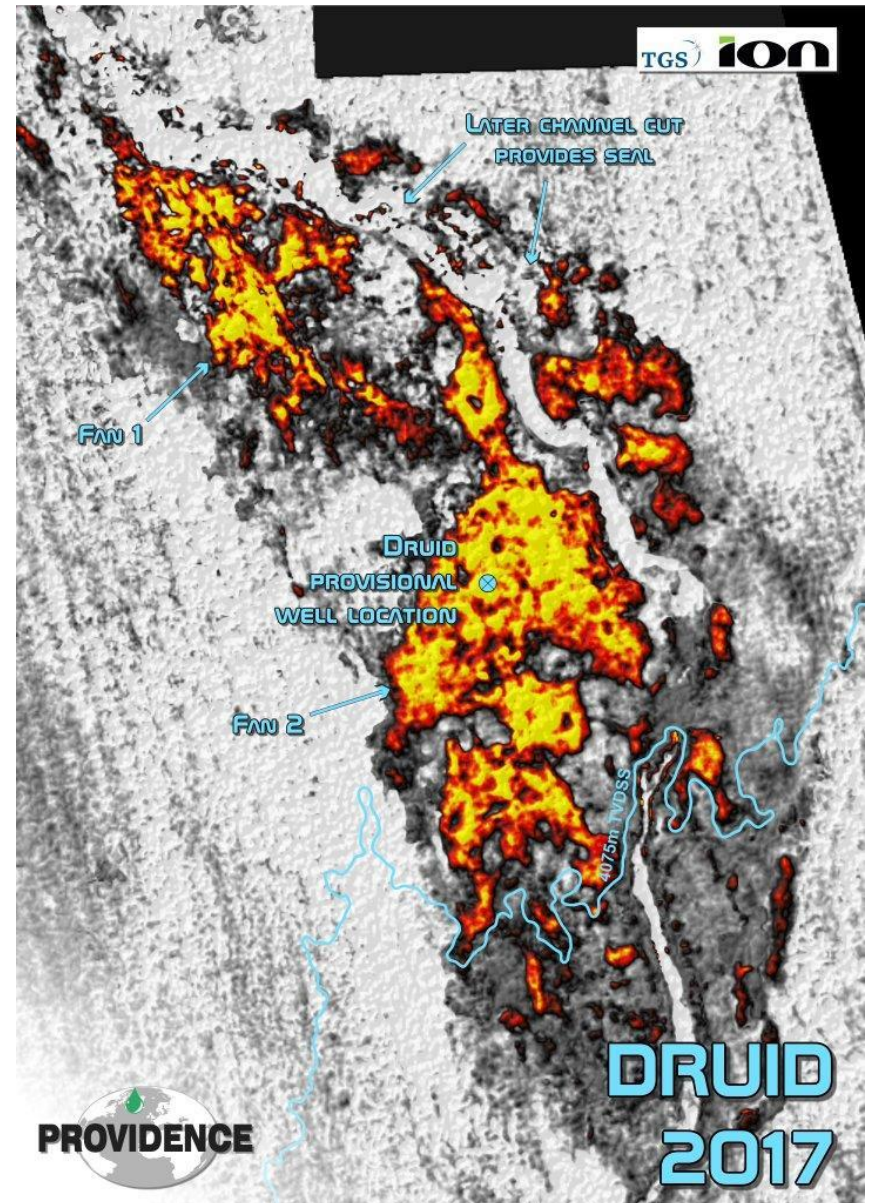 TGS ion
LATER CHANNEL CUT
PROVIDES SEAL
FAN 1
DRUID
PROVISIONAL
WELL LOCATION
FAN 2
4075m TVDSS
DRUID
2017
PROVIDENCE